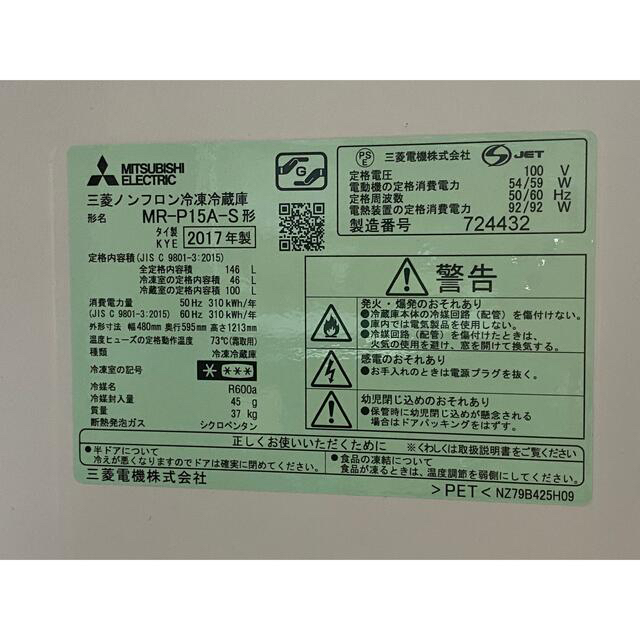 MITSUBISHI
ELECTRIC
G
三菱ノンフロン冷凍冷蔵庫
形名 MR-P15A-S形
タイ製
KYE 2017年製
定格内容積(JIS C 9801-3:2015)
全定格内容積 146 L
冷凍室の定格内容積 46 L
冷蔵室の定格内容積 100 L
消費電力量 50Hz 310kWh/年
(JIS C 9801-3:2015) 60Hz 310kWh/年
外形寸法 幅480mm 奥行595mm 高さ1213mm
温度ヒューズの定格動作温度 73℃(霜取用)
種類 冷凍冷蔵庫
冷凍室の記号 ****
冷媒名 R600a
冷媒封入量 45 g
質量 37 kg
断熱発泡ガス シクロペンタン
PS
E
三菱電機株式会社 JET
定格電圧 100 V
電動機の定格消費電力 54/59 W
定格周波数 50/60 Hz
電熱装置の定格消費電力 92/92 W
製造番号 724432
警告
発火・爆発のおそれあり
●冷蔵庫本体の冷媒回路(配管)を傷付けない。
●庫内では電気製品を使用しない。
●冷媒回路(配管)を傷付けたときは、
火気の使用を避け、窓を開けて換気する。
感電のおそれあり
●お手入れのときは電源プラグを抜く。
幼児閉じ込めのおそれあり
●保管時に幼児閉じ込めが懸念される
場合はドアパッキングをはずす。
正しくお使いいただくために ※くわしくは取扱説明書をご覧ください
●半ドアについて
冷えが悪くなりますのでドアは確実に閉めてください。
●食品の凍結について
食品が凍るときは、温度調節を弱側にしてください。
三菱電機株式会社
>PET< NZ79B425H09